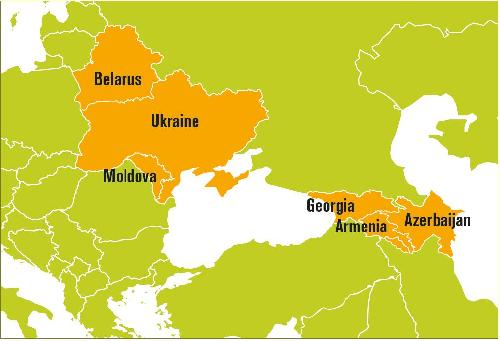 Belarus
Ukraine
Moldova
Georgia
Armenia
Azerbaijan